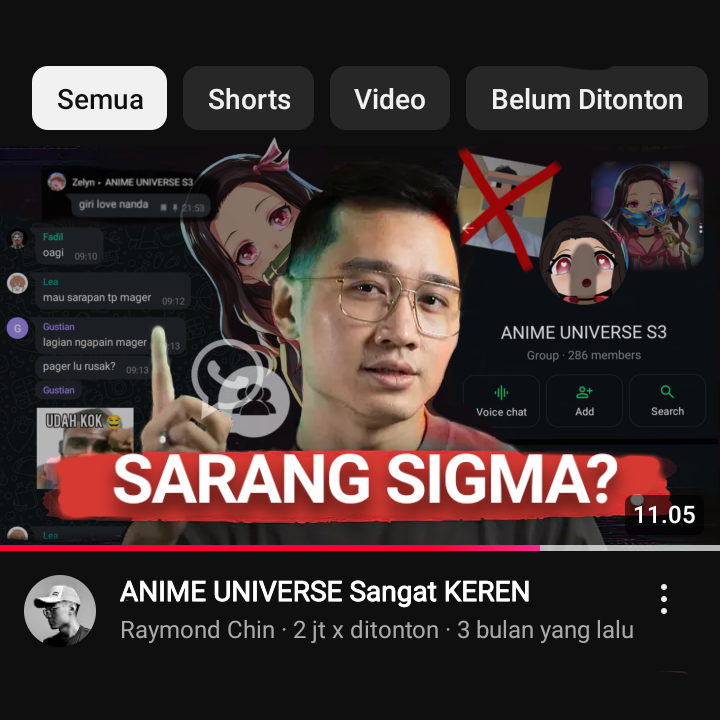 Semua
Shorts
Video
Belum Ditonton
Zelyn • ANIME UNIVERSE S3
giri love nanda
21:53
Fadil
oagi
09:10
Lea
mau sarapan tp mager
09:12
G
Gustian
lagian ngapain mager
:13
pager lu rusak?
09:13
Gustian
UDAH KOK 😂
Lea
ANIME UNIVERSE S3
Group · 286 members
Voice chat
Add
Search
SARANG SIGMA?
11.05
ANIME UNIVERSE Sangat KEREN
Raymond Chin · 2 jt x ditonton · 3 bulan yang lalu